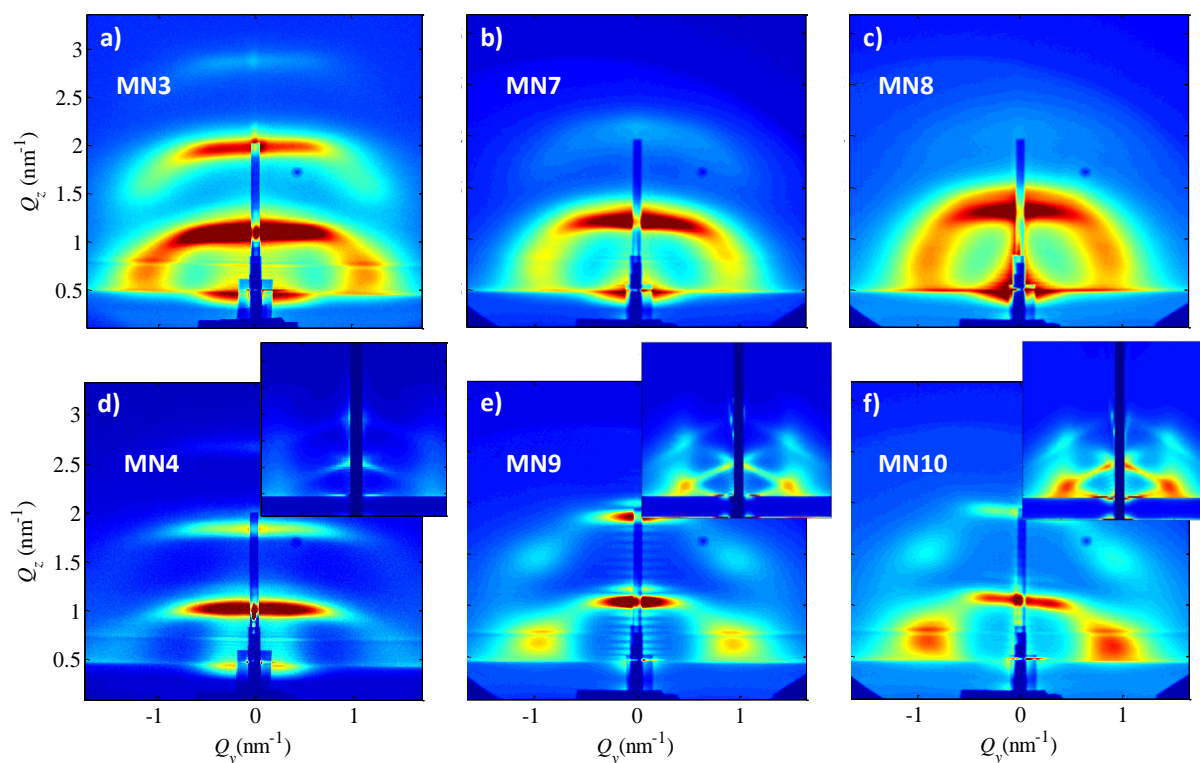 a)
MN3
b)
MN7
c)
MN8
3
2.5
2
1.5
1
0.5
Q_z (nm⁻¹)
d)
MN4
e)
MN9
f)
MN10
3
2.5
2
1.5
1
0.5
Q_z (nm⁻¹)
-1 0 1
-1 0 1
-1 0 1
Q_y(nm⁻¹)
Q_y(nm⁻¹)
Q_y(nm⁻¹)